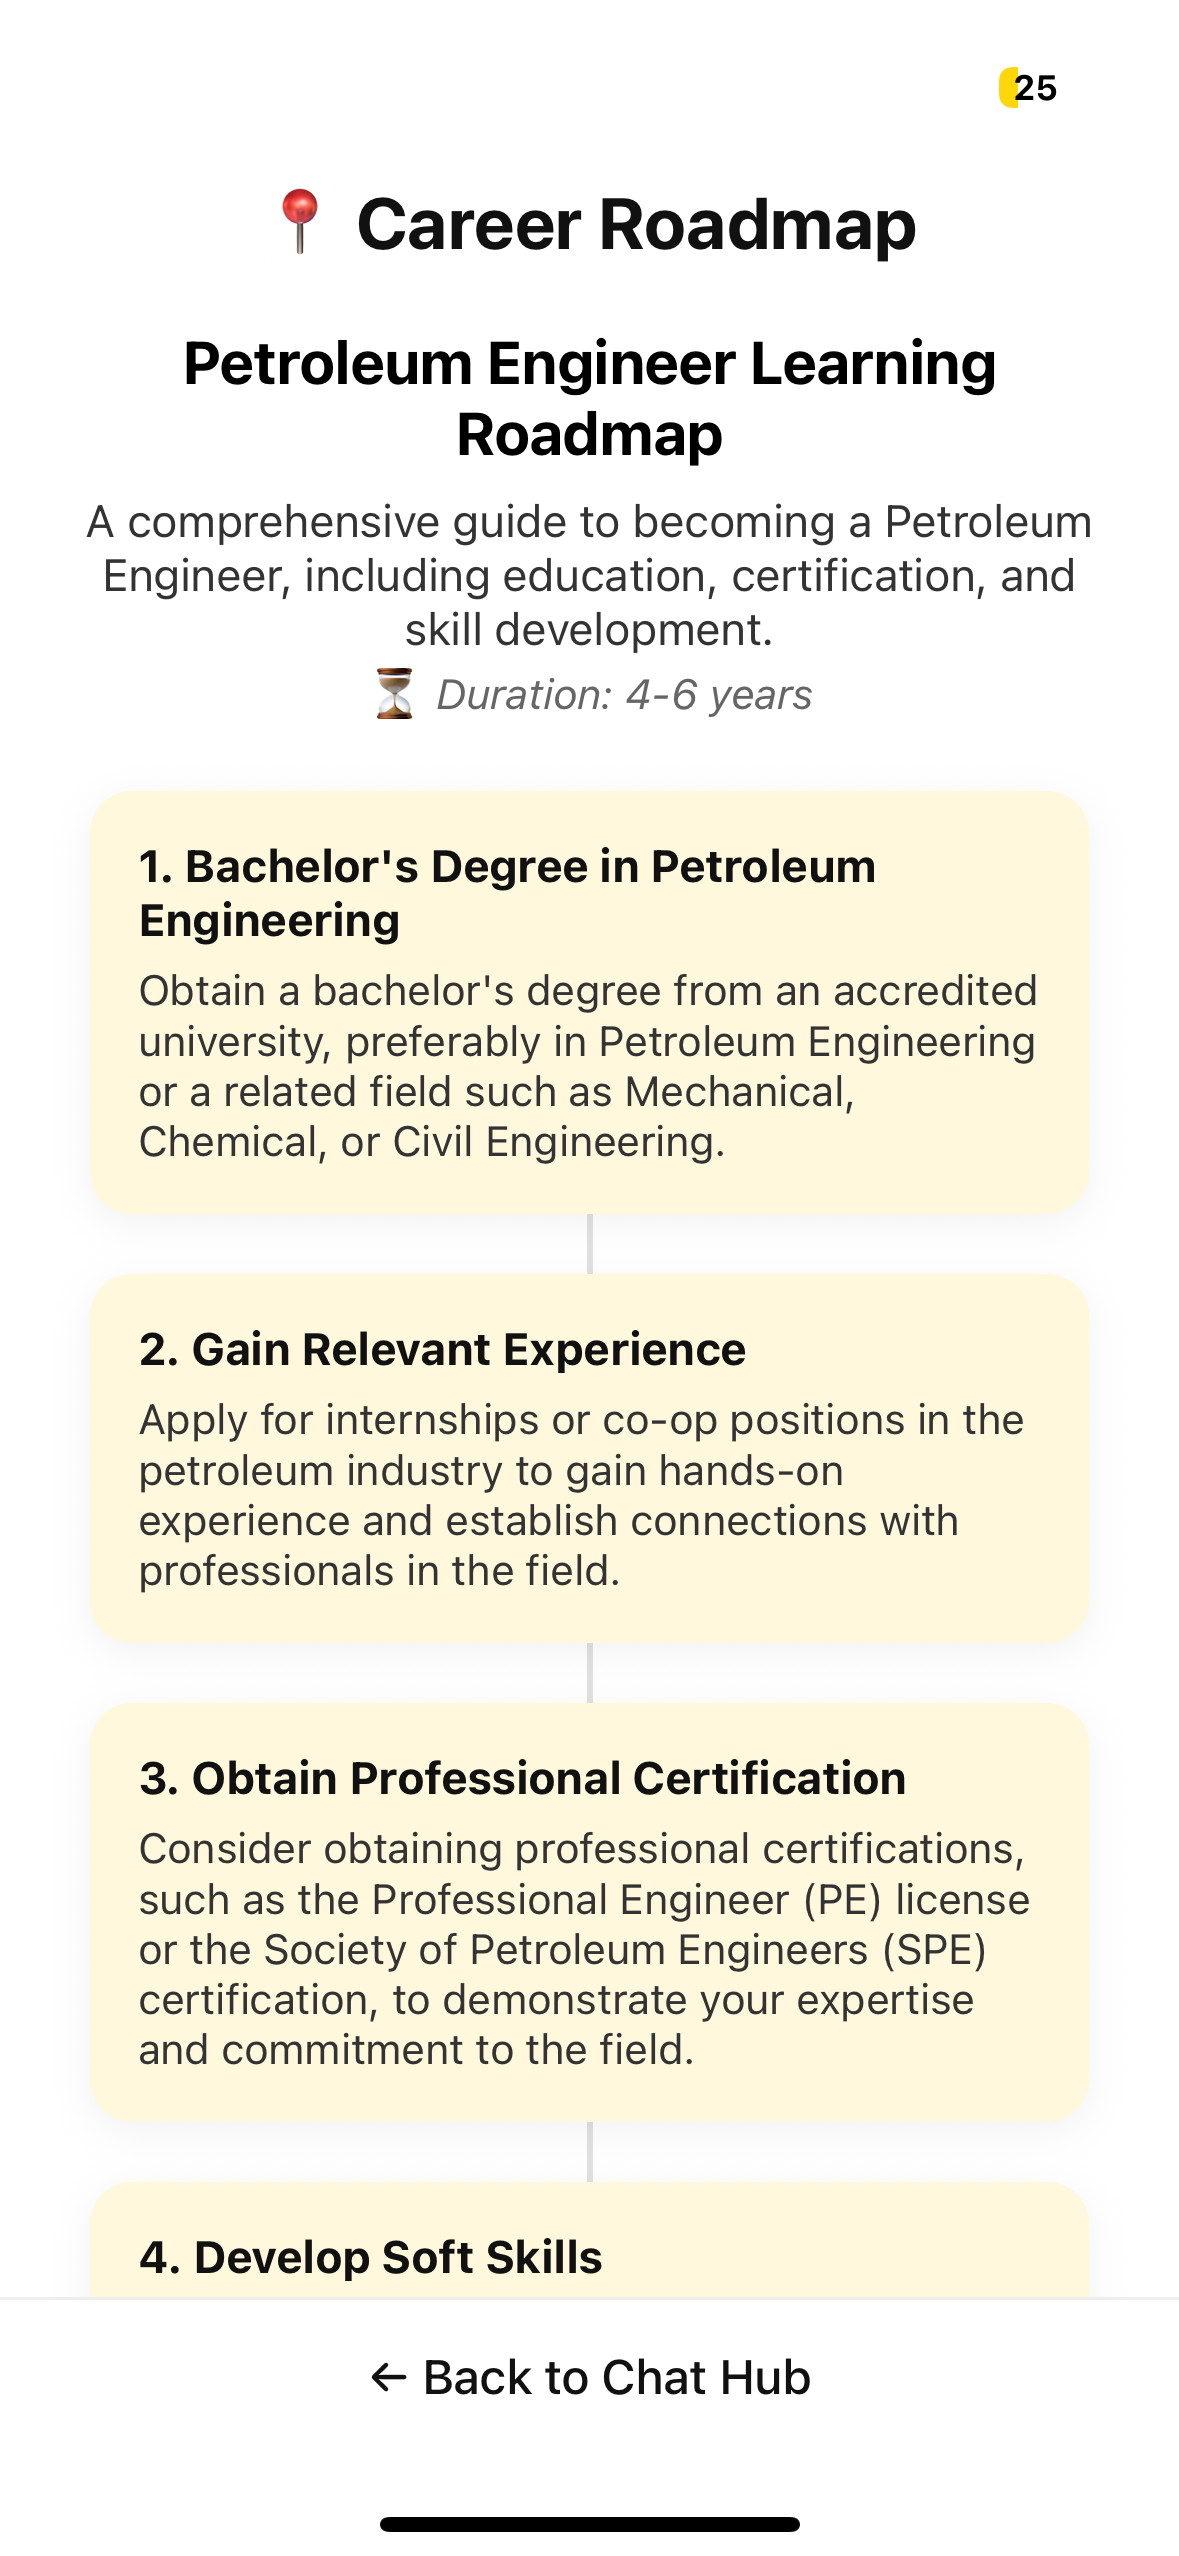 25
📍 Career Roadmap
Petroleum Engineer Learning
Roadmap
A comprehensive guide to becoming a Petroleum
Engineer, including education, certification, and
skill development.
⏳ Duration: 4-6 years
1. Bachelor's Degree in Petroleum
Engineering
Obtain a bachelor's degree from an accredited
university, preferably in Petroleum Engineering
or a related field such as Mechanical,
Chemical, or Civil Engineering.
2. Gain Relevant Experience
Apply for internships or co-op positions in the
petroleum industry to gain hands-on
experience and establish connections with
professionals in the field.
3. Obtain Professional Certification
Consider obtaining professional certifications,
such as the Professional Engineer (PE) license
or the Society of Petroleum Engineers (SPE)
certification, to demonstrate your expertise
and commitment to the field.
4. Develop Soft Skills
← Back to Chat Hub